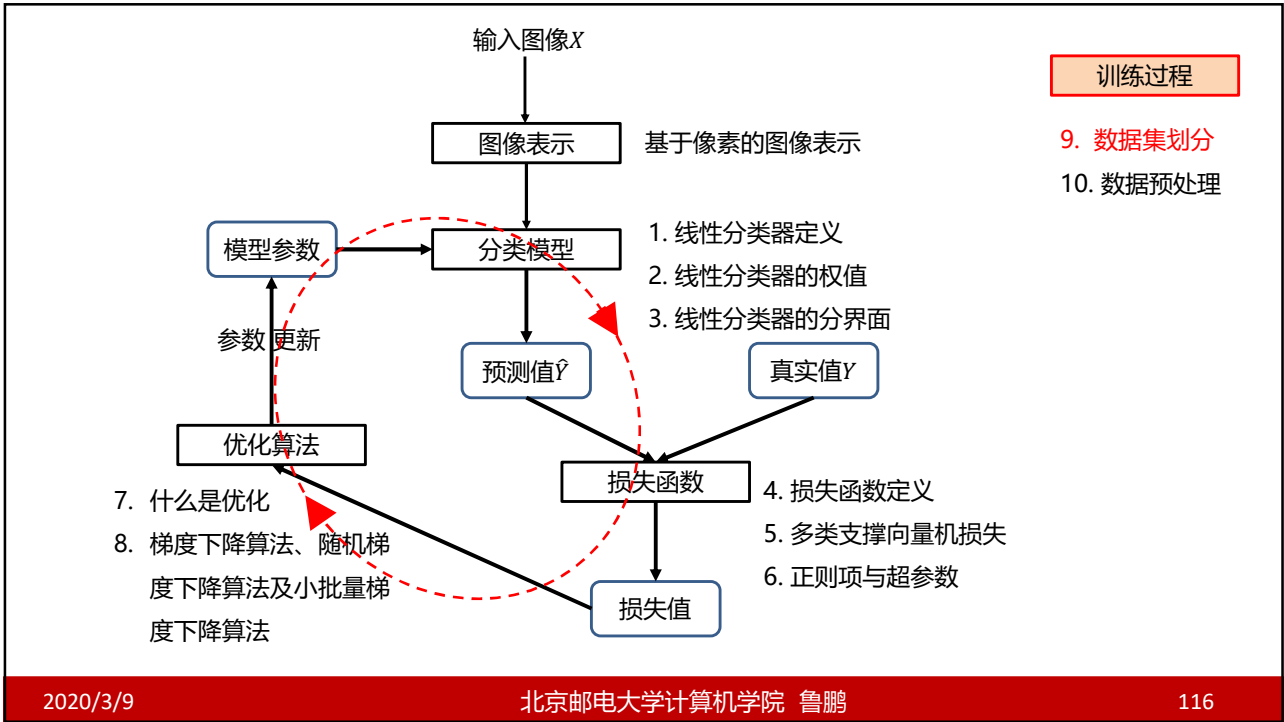 输入图像X
训练过程
图像表示
基于像素的图像表示
9. 数据集划分
10. 数据预处理
模型参数
分类模型
1. 线性分类器定义
2. 线性分类器的权值
3. 线性分类器的分界面
参数 更新
预测值Ŷ
真实值Y
优化算法
损失函数
4. 损失函数定义
5. 多类支撑向量机损失
6. 正则项与超参数
7. 什么是优化
8. 梯度下降算法、随机梯
度下降算法及小批量梯
度下降算法
损失值
2020/3/9
北京邮电大学计算机学院 鲁鹏
116